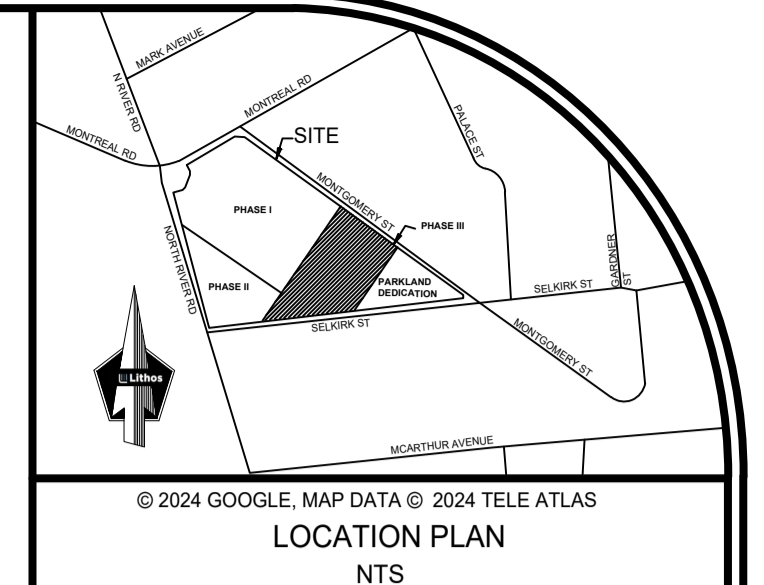 MARK AVENUE
N RIVER RD
MONTREAL RD
MONTREAL RD
PALACE ST
SITE
MONTGOMERY ST
PHASE I
PHASE III
NORTH RIVER RD
GARDNER
ST
PHASE II
PARKLAND
DEDICATION
SELKIRK ST
SELKIRK ST
MONTGOMERY ST
Lithos
MCARTHUR AVENUE
© 2024 GOOGLE, MAP DATA © 2024 TELE ATLAS
LOCATION PLAN
NTS